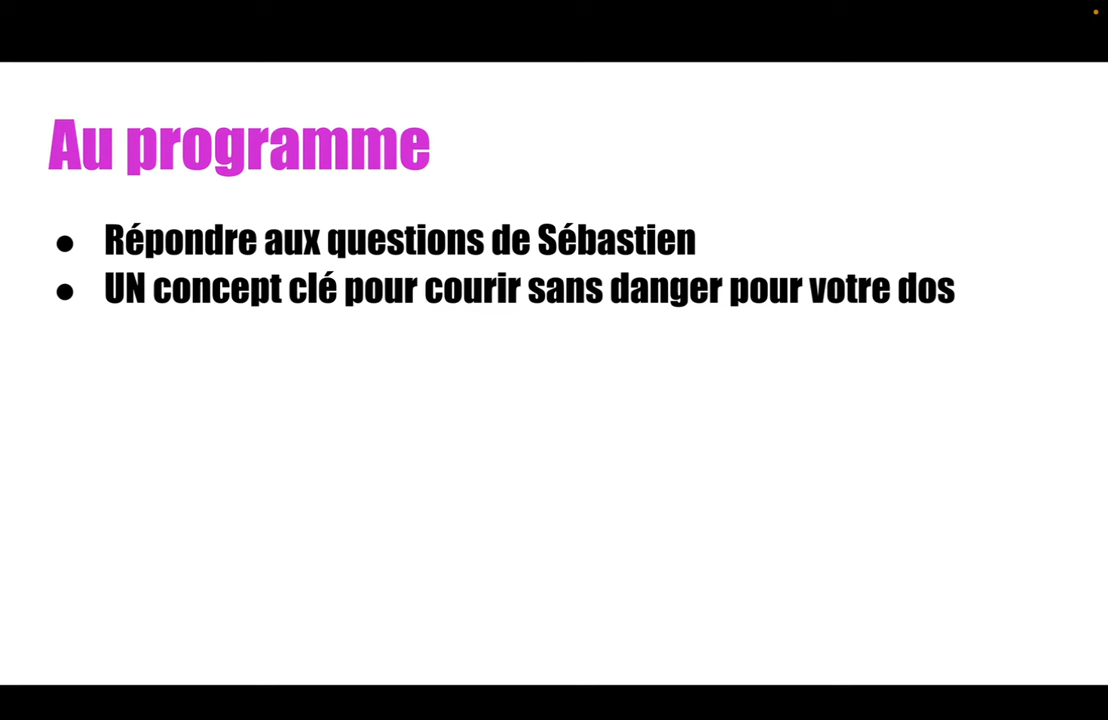 Au programme
● Répondre aux questions de Sébastien
● UN concept clé pour courir sans danger pour votre dos